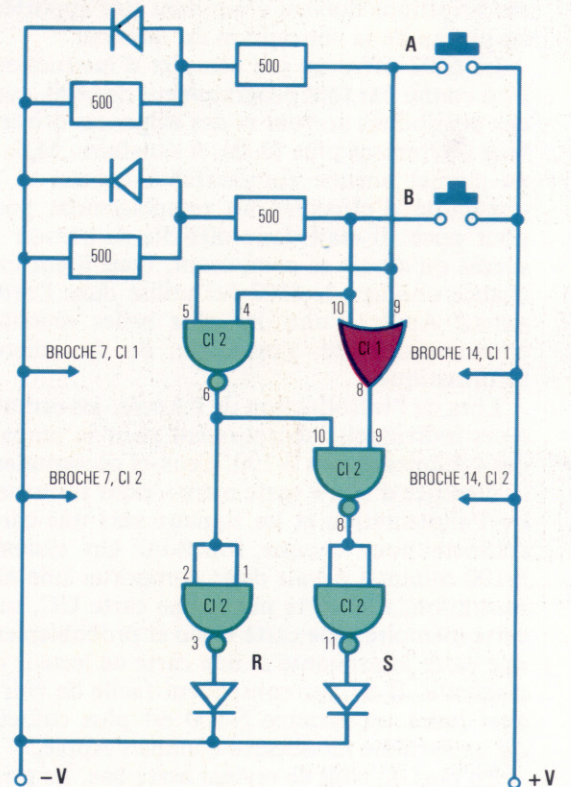 A
500
500
B
500
500
10 9
5 4
CI 2
CI 1
6
8
BROCHE 7, CI 1
BROCHE 14, CI 1
10 9
CI 2
BROCHE 7, CI 2
BROCHE 14, CI 2
8
2 1
CI 2
CI 2
3
11
R
S
−V
+V